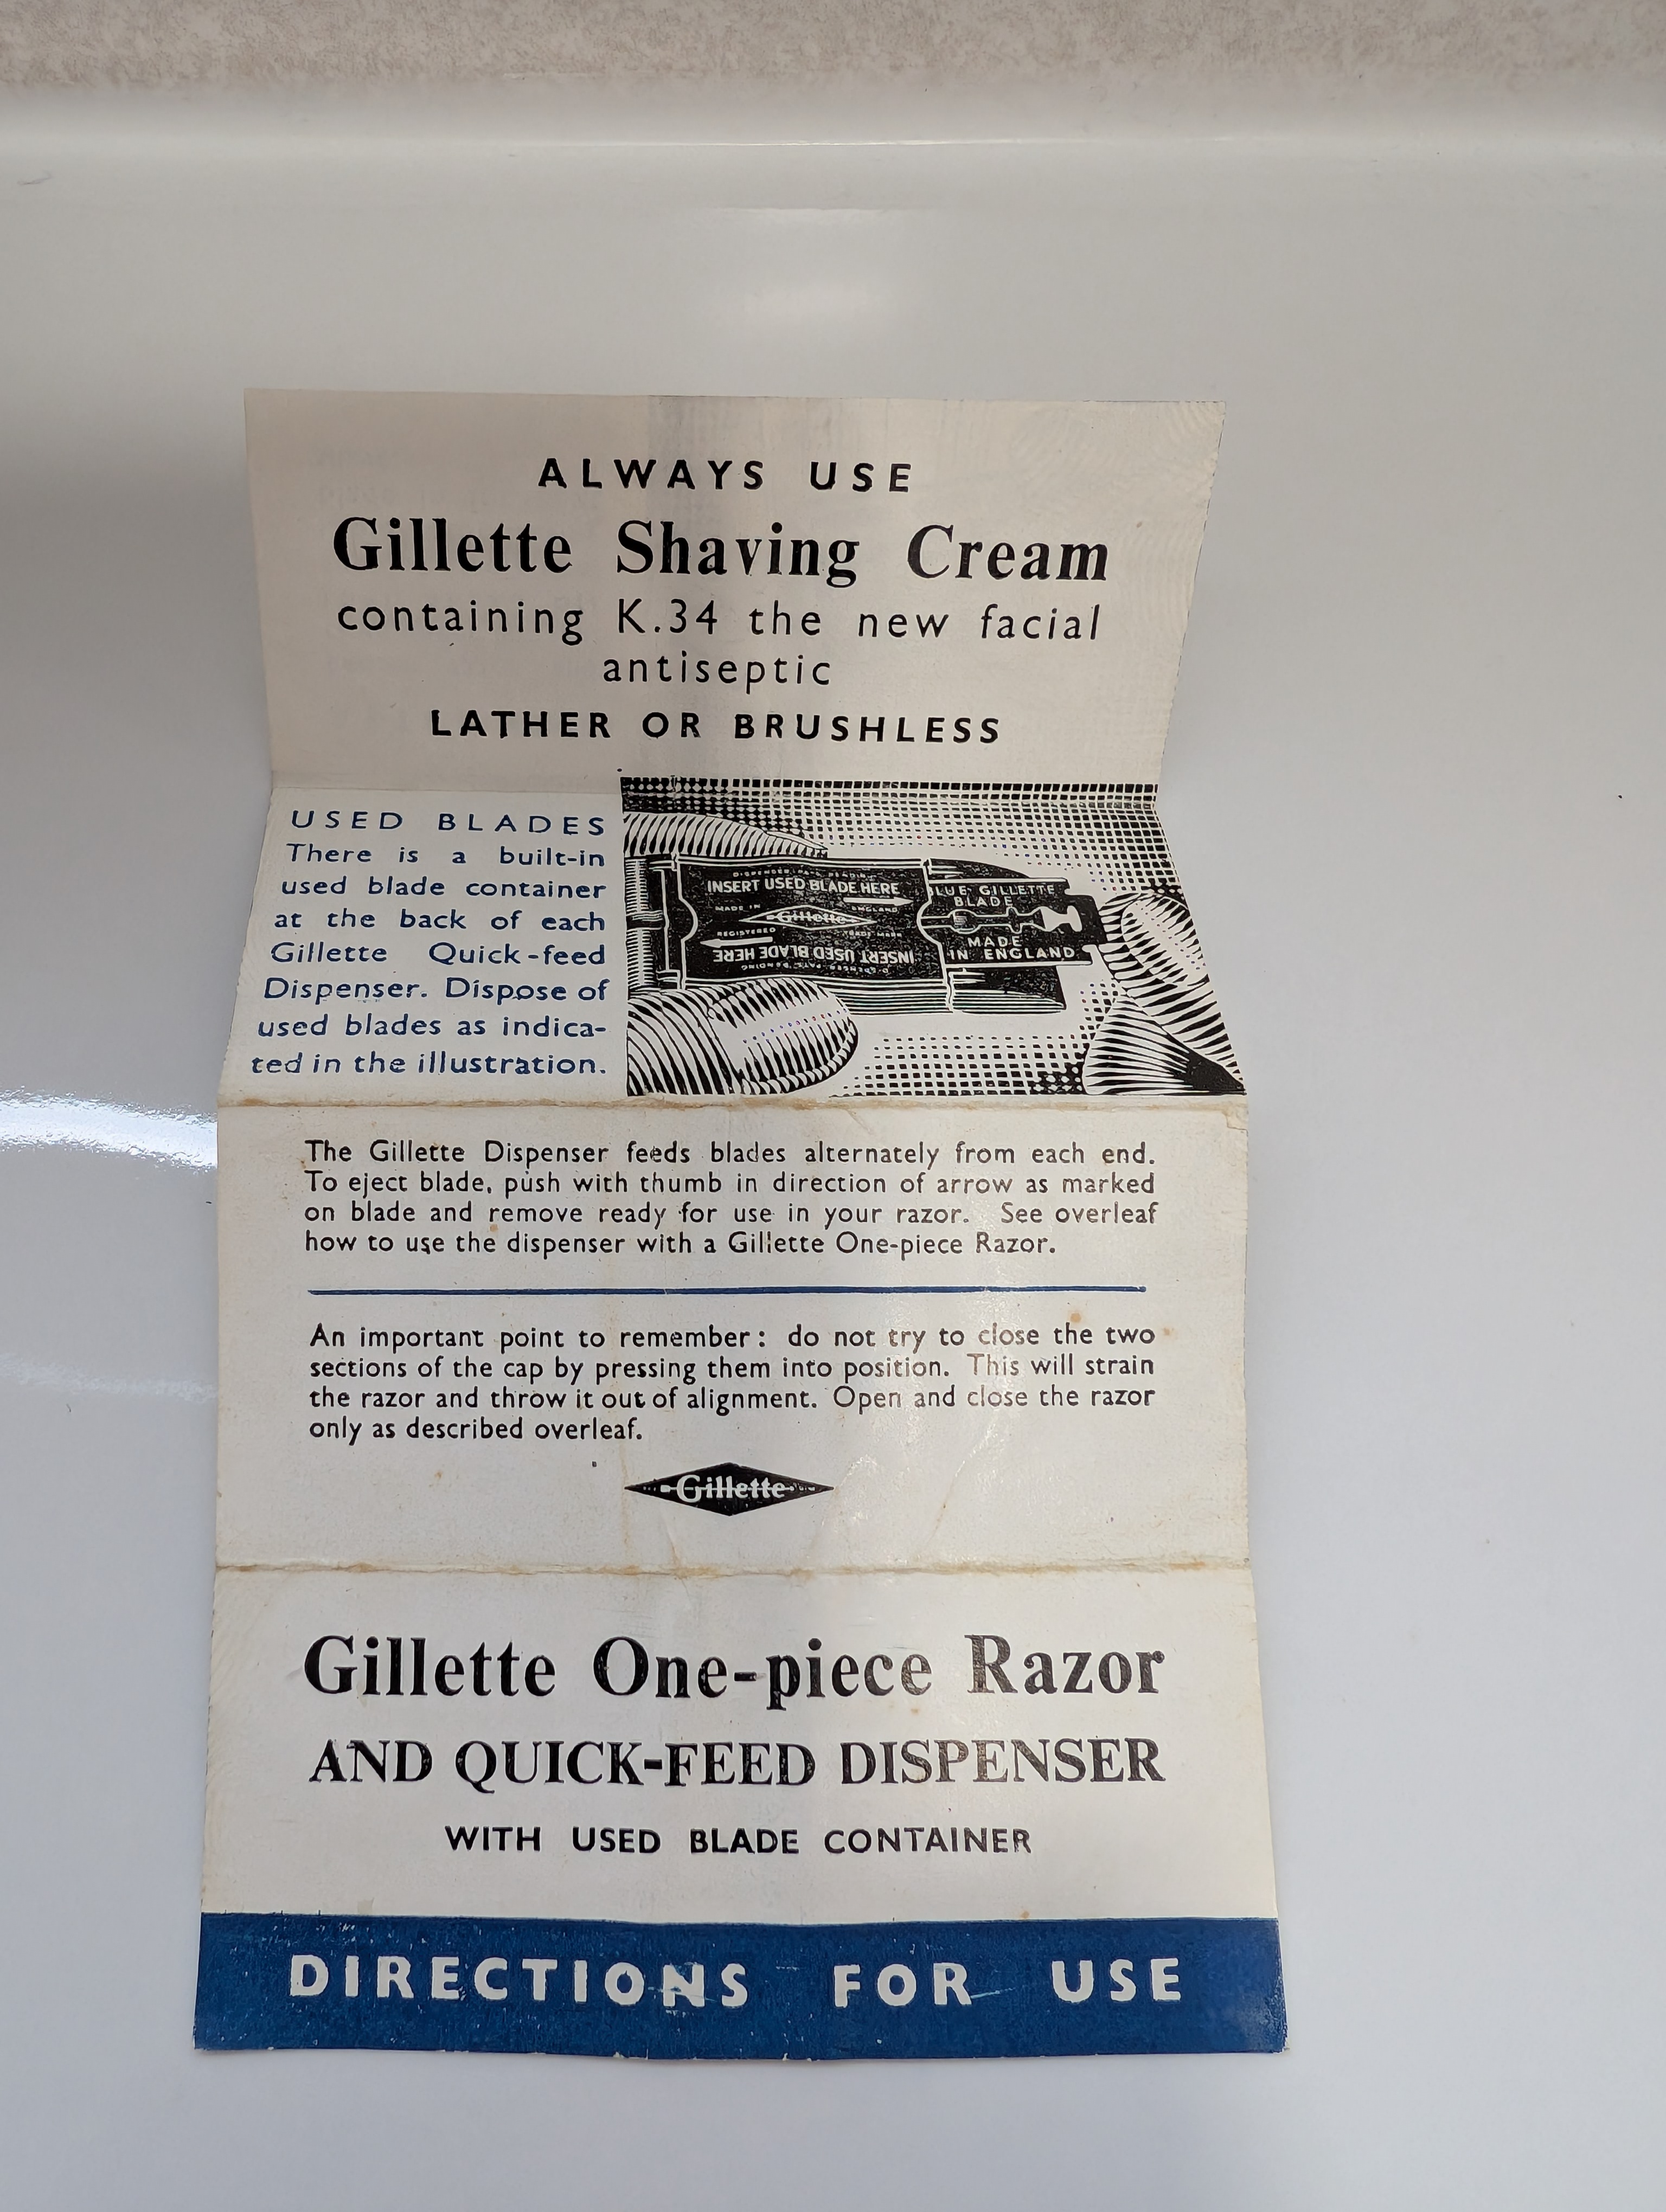 ALWAYS USE
Gillette Shaving Cream
containing K.34 the new facial
antiseptic
LATHER OR BRUSHLESS
USED BLADES
There is a built-in
used blade container
at the back of each
Gillette Quick-feed
Dispenser. Dispose of
used blades as indica-
ted in the illustration.
INSERT USED BLADE HERE
MADE IN ENGLAND
Gillette
REGISTERED TRADE MARK
INSERT USED BLADE HERE
BLUE GILLETTE
BLADE
MADE
IN ENGLAND
The Gillette Dispenser feeds blades alternately from each end.
To eject blade, push with thumb in direction of arrow as marked
on blade and remove ready for use in your razor. See overleaf
how to use the dispenser with a Gillette One-piece Razor.
An important point to remember: do not try to close the two
sections of the cap by pressing them into position. This will strain
the razor and throw it out of alignment. Open and close the razor
only as described overleaf.
Gillette
Gillette One-piece Razor
AND QUICK-FEED DISPENSER
WITH USED BLADE CONTAINER
DIRECTIONS FOR USE